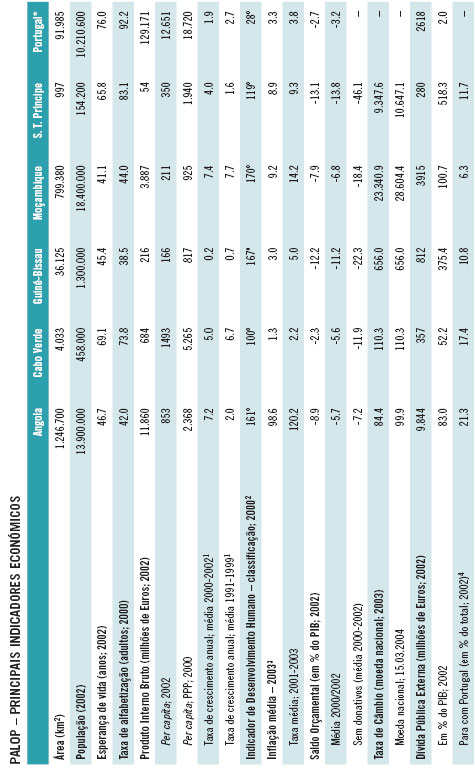 PALOP – PRINCIPAIS INDICADORES ECONÓMICOS
Angola Cabo Verde Guiné-Bissau Moçambique S. T. Príncipe Portugal*
Área (km²) 1.246.700 4.033 36.125 799.380 997 91.985
População (2002) 13.900.000 458.000 1.300.000 18.400.000 154.200 10.210.600
Esperança de vida (anos; 2002) 46.7 69.1 45.4 41.1 65.8 76.0
Taxa de alfabetização (adultos; 2000) 42.0 73.8 38.5 44.0 83.1 92.2
Produto Interno Bruto (milhões de Euros; 2002) 11.860 684 216 3.887 54 129.171
Per capita; 2002 853 1493 166 211 350 12.651
Per capita; PPP; 2000 2.368 5.265 817 925 1.940 18.720
Taxa de crescimento anual; média 2000-2002¹ 7.2 5.0 0.2 7.4 4.0 1.9
Taxa de crescimento anual; média 1991-1999¹ 2.0 6.7 0.7 7.7 1.6 2.7
Indicador de Desenvolvimento Humano – classificação; 2000² 161º 100º 167º 170º 119º 28º
Inflação média – 2003³ 98.6 1.3 3.0 9.2 8.9 3.3
Taxa média; 2001-2003 120.2 2.2 5.0 14.2 9.3 3.8
Saldo Orçamental (em % do PIB; 2002) -8.9 -2.3 -12.2 -7.9 -13.1 -2.7
Média 2000/2002 -5.7 -5.6 -11.2 -6.8 -13.8 -3.2
Sem donativos (média 2000-2002) -7.2 -11.9 -22.3 -18.4 -46.1 –
Taxa de Câmbio (moeda nacional; 2003) 84.4 110.3 656.0 23.340.9 9.347.6 –
Moeda nacional; 15.03.2004 99.9 110.3 656.0 28.604.4 10.647.1 –
Dívida Pública Externa (milhões de Euros; 2002) 9.844 357 812 3915 280 2618
Em % do PIB; 2002 83.0 52.2 375.4 100.7 518.3 2.0
Para com Portugal (em % do total; 2002)⁴ 21.3 17.4 10.8 6.3 11.7 –